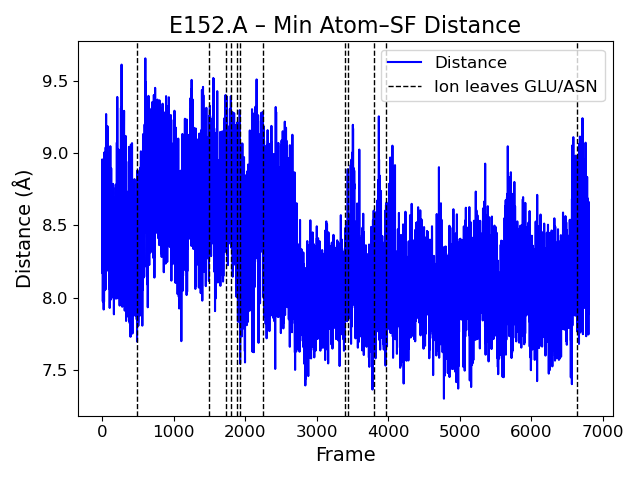 E152.A – Min Atom–SF Distance
Distance
Ion leaves GLU/ASN
Distance (Å)
9.5
9.0
8.5
8.0
7.5
0 1000 2000 3000 4000 5000 6000 7000
Frame